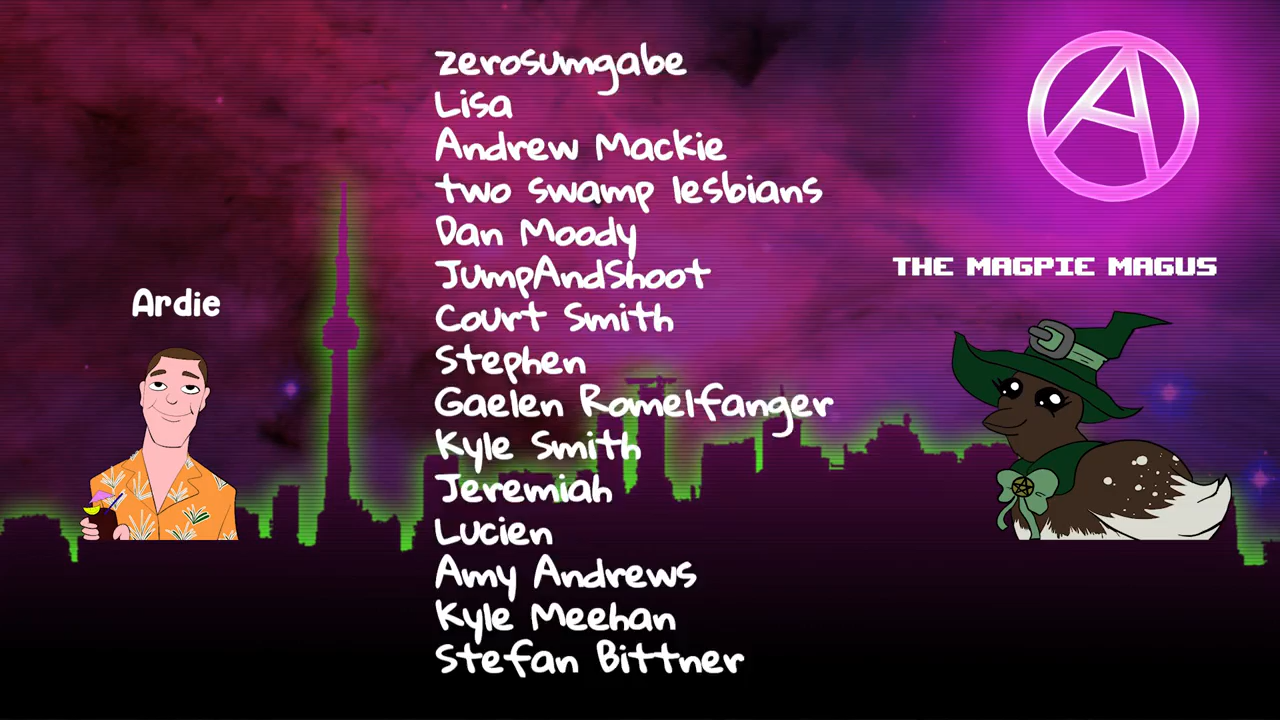 zerosumgabe
Lisa
Andrew Mackie
two swamp lesbians
Dan Moody
JumpAndShoot
Court Smith
Stephen
Gaelen Romelfanger
Kyle Smith
Jeremiah
Lucien
Amy Andrews
Kyle Meehan
Stefan Bittner
Ardie
A
THE MAGPIE MAGUS